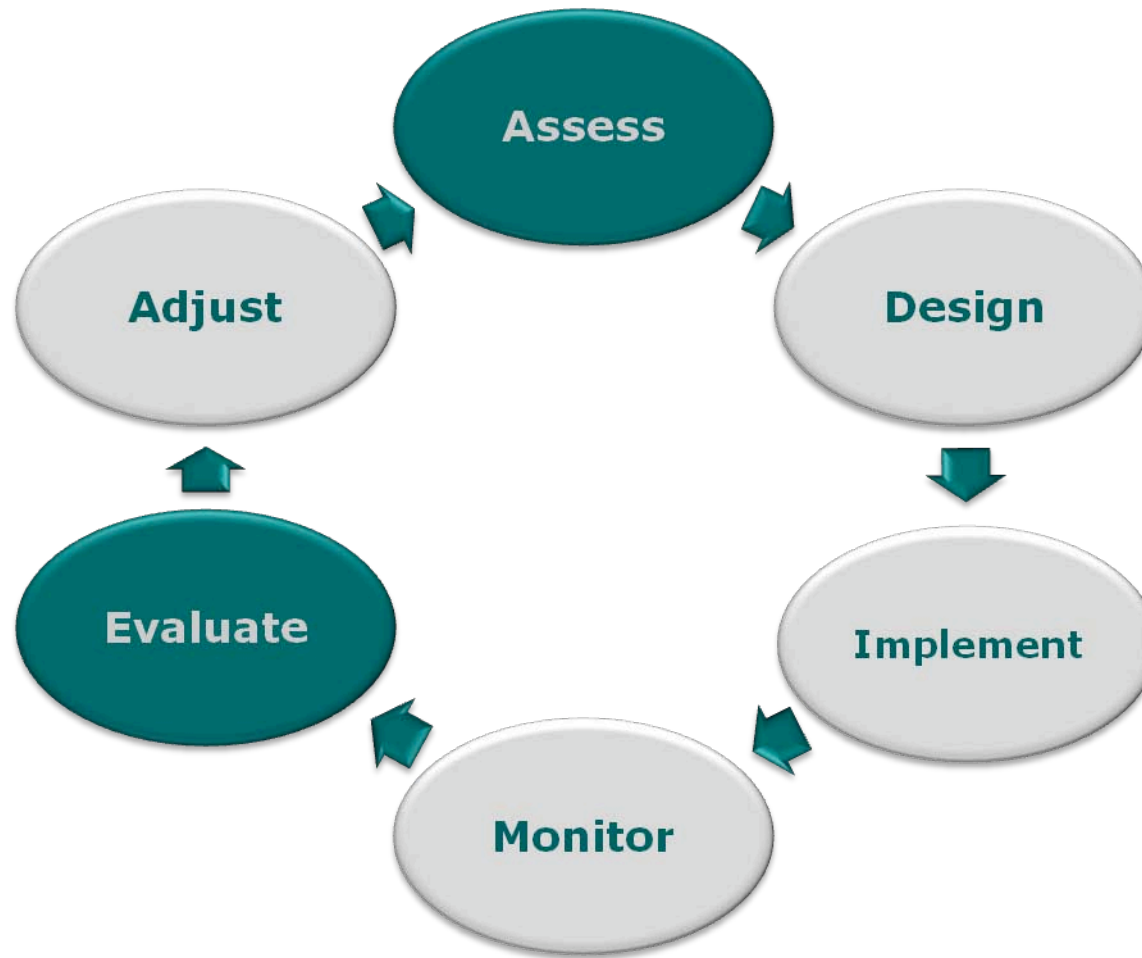 Assess
Design
Implement
Monitor
Evaluate
Adjust